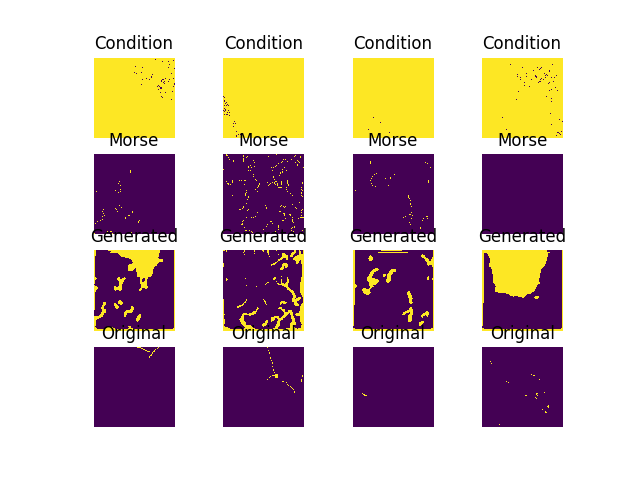 Condition Condition Condition Condition
Morse Morse Morse Morse
Generated Generated Generated Generated
Original Original Original Original